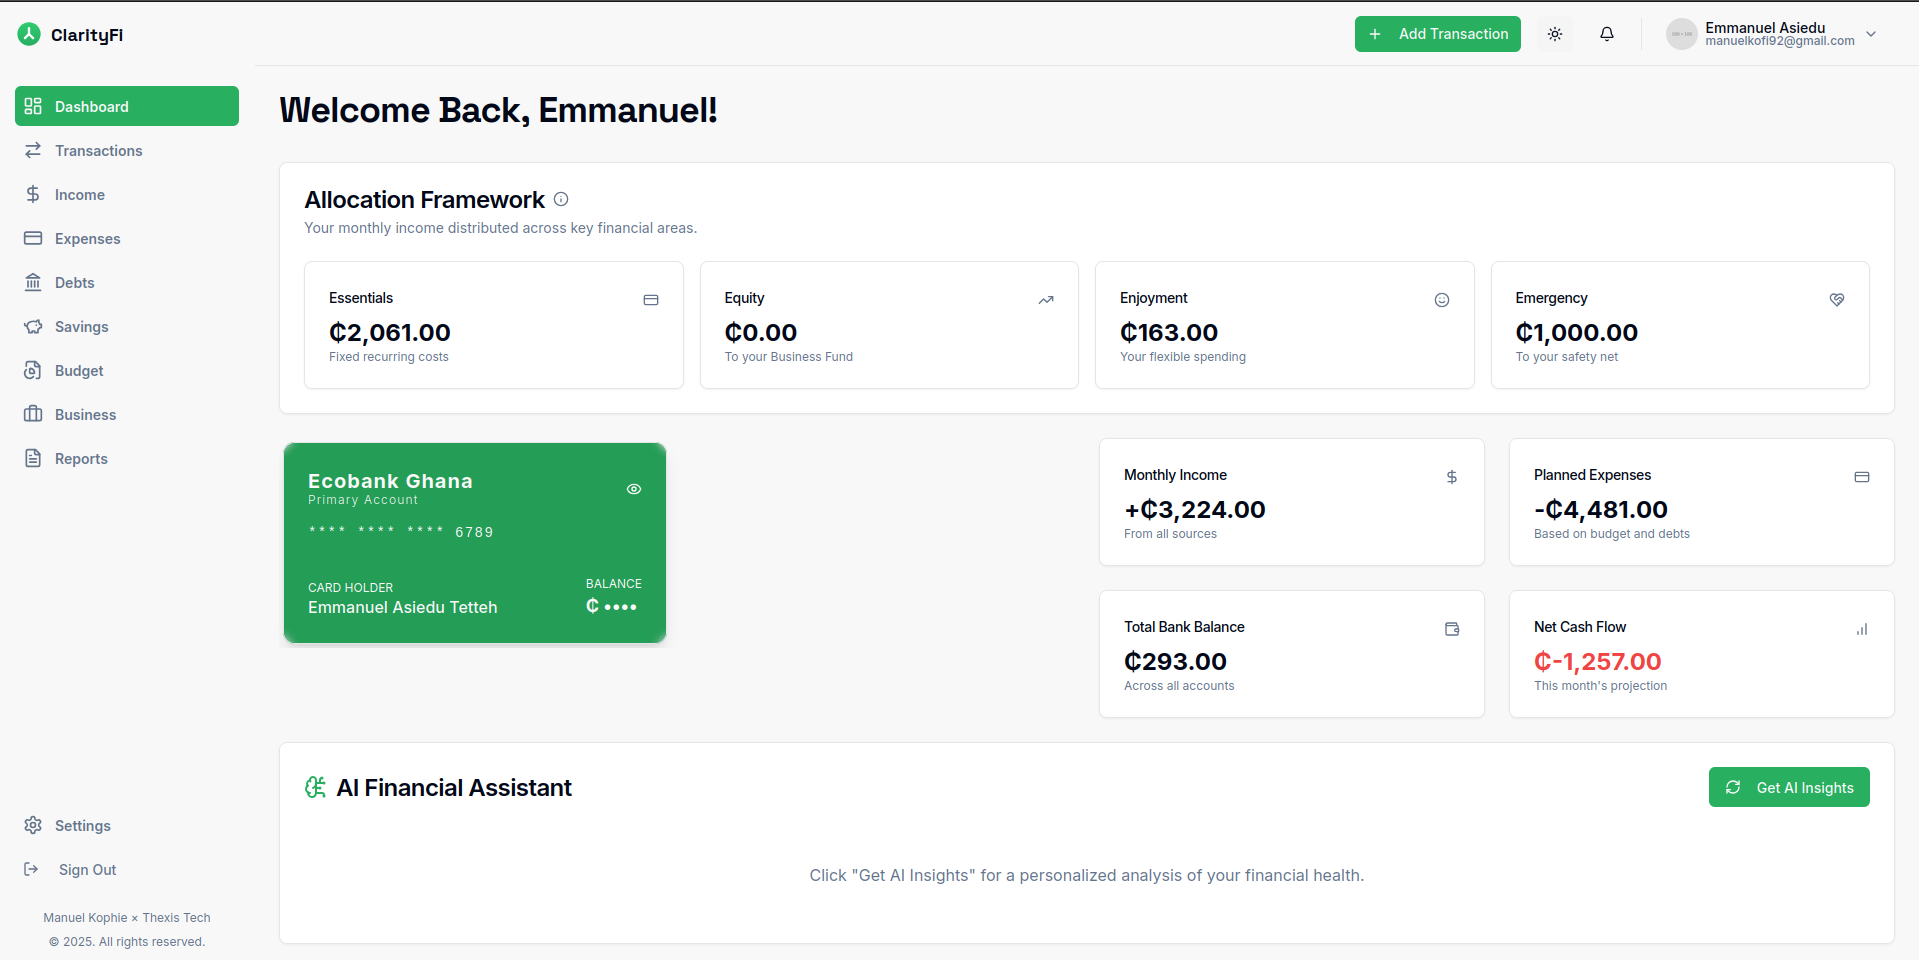 ClarityFi
Add Transaction
Emmanuel Asiedu
manuelkofi92@gmail.com
Dashboard
Transactions
Income
Expenses
Debts
Savings
Budget
Business
Reports
Settings
Sign Out
Manuel Kophie × Thexis Tech
© 2025. All rights reserved.
Welcome Back, Emmanuel!
Allocation Framework
Your monthly income distributed across key financial areas.
Essentials
₵2,061.00
Fixed recurring costs
Equity
₵0.00
To your Business Fund
Enjoyment
₵163.00
Your flexible spending
Emergency
₵1,000.00
To your safety net
Ecobank Ghana
Primary Account
**** **** **** 6789
CARD HOLDER
Emmanuel Asiedu Tetteh
BALANCE
₵ ••••
Monthly Income
+₵3,224.00
From all sources
Planned Expenses
-₵4,481.00
Based on budget and debts
Total Bank Balance
₵293.00
Across all accounts
Net Cash Flow
₵-1,257.00
This month's projection
AI Financial Assistant
Get AI Insights
Click "Get AI Insights" for a personalized analysis of your financial health.